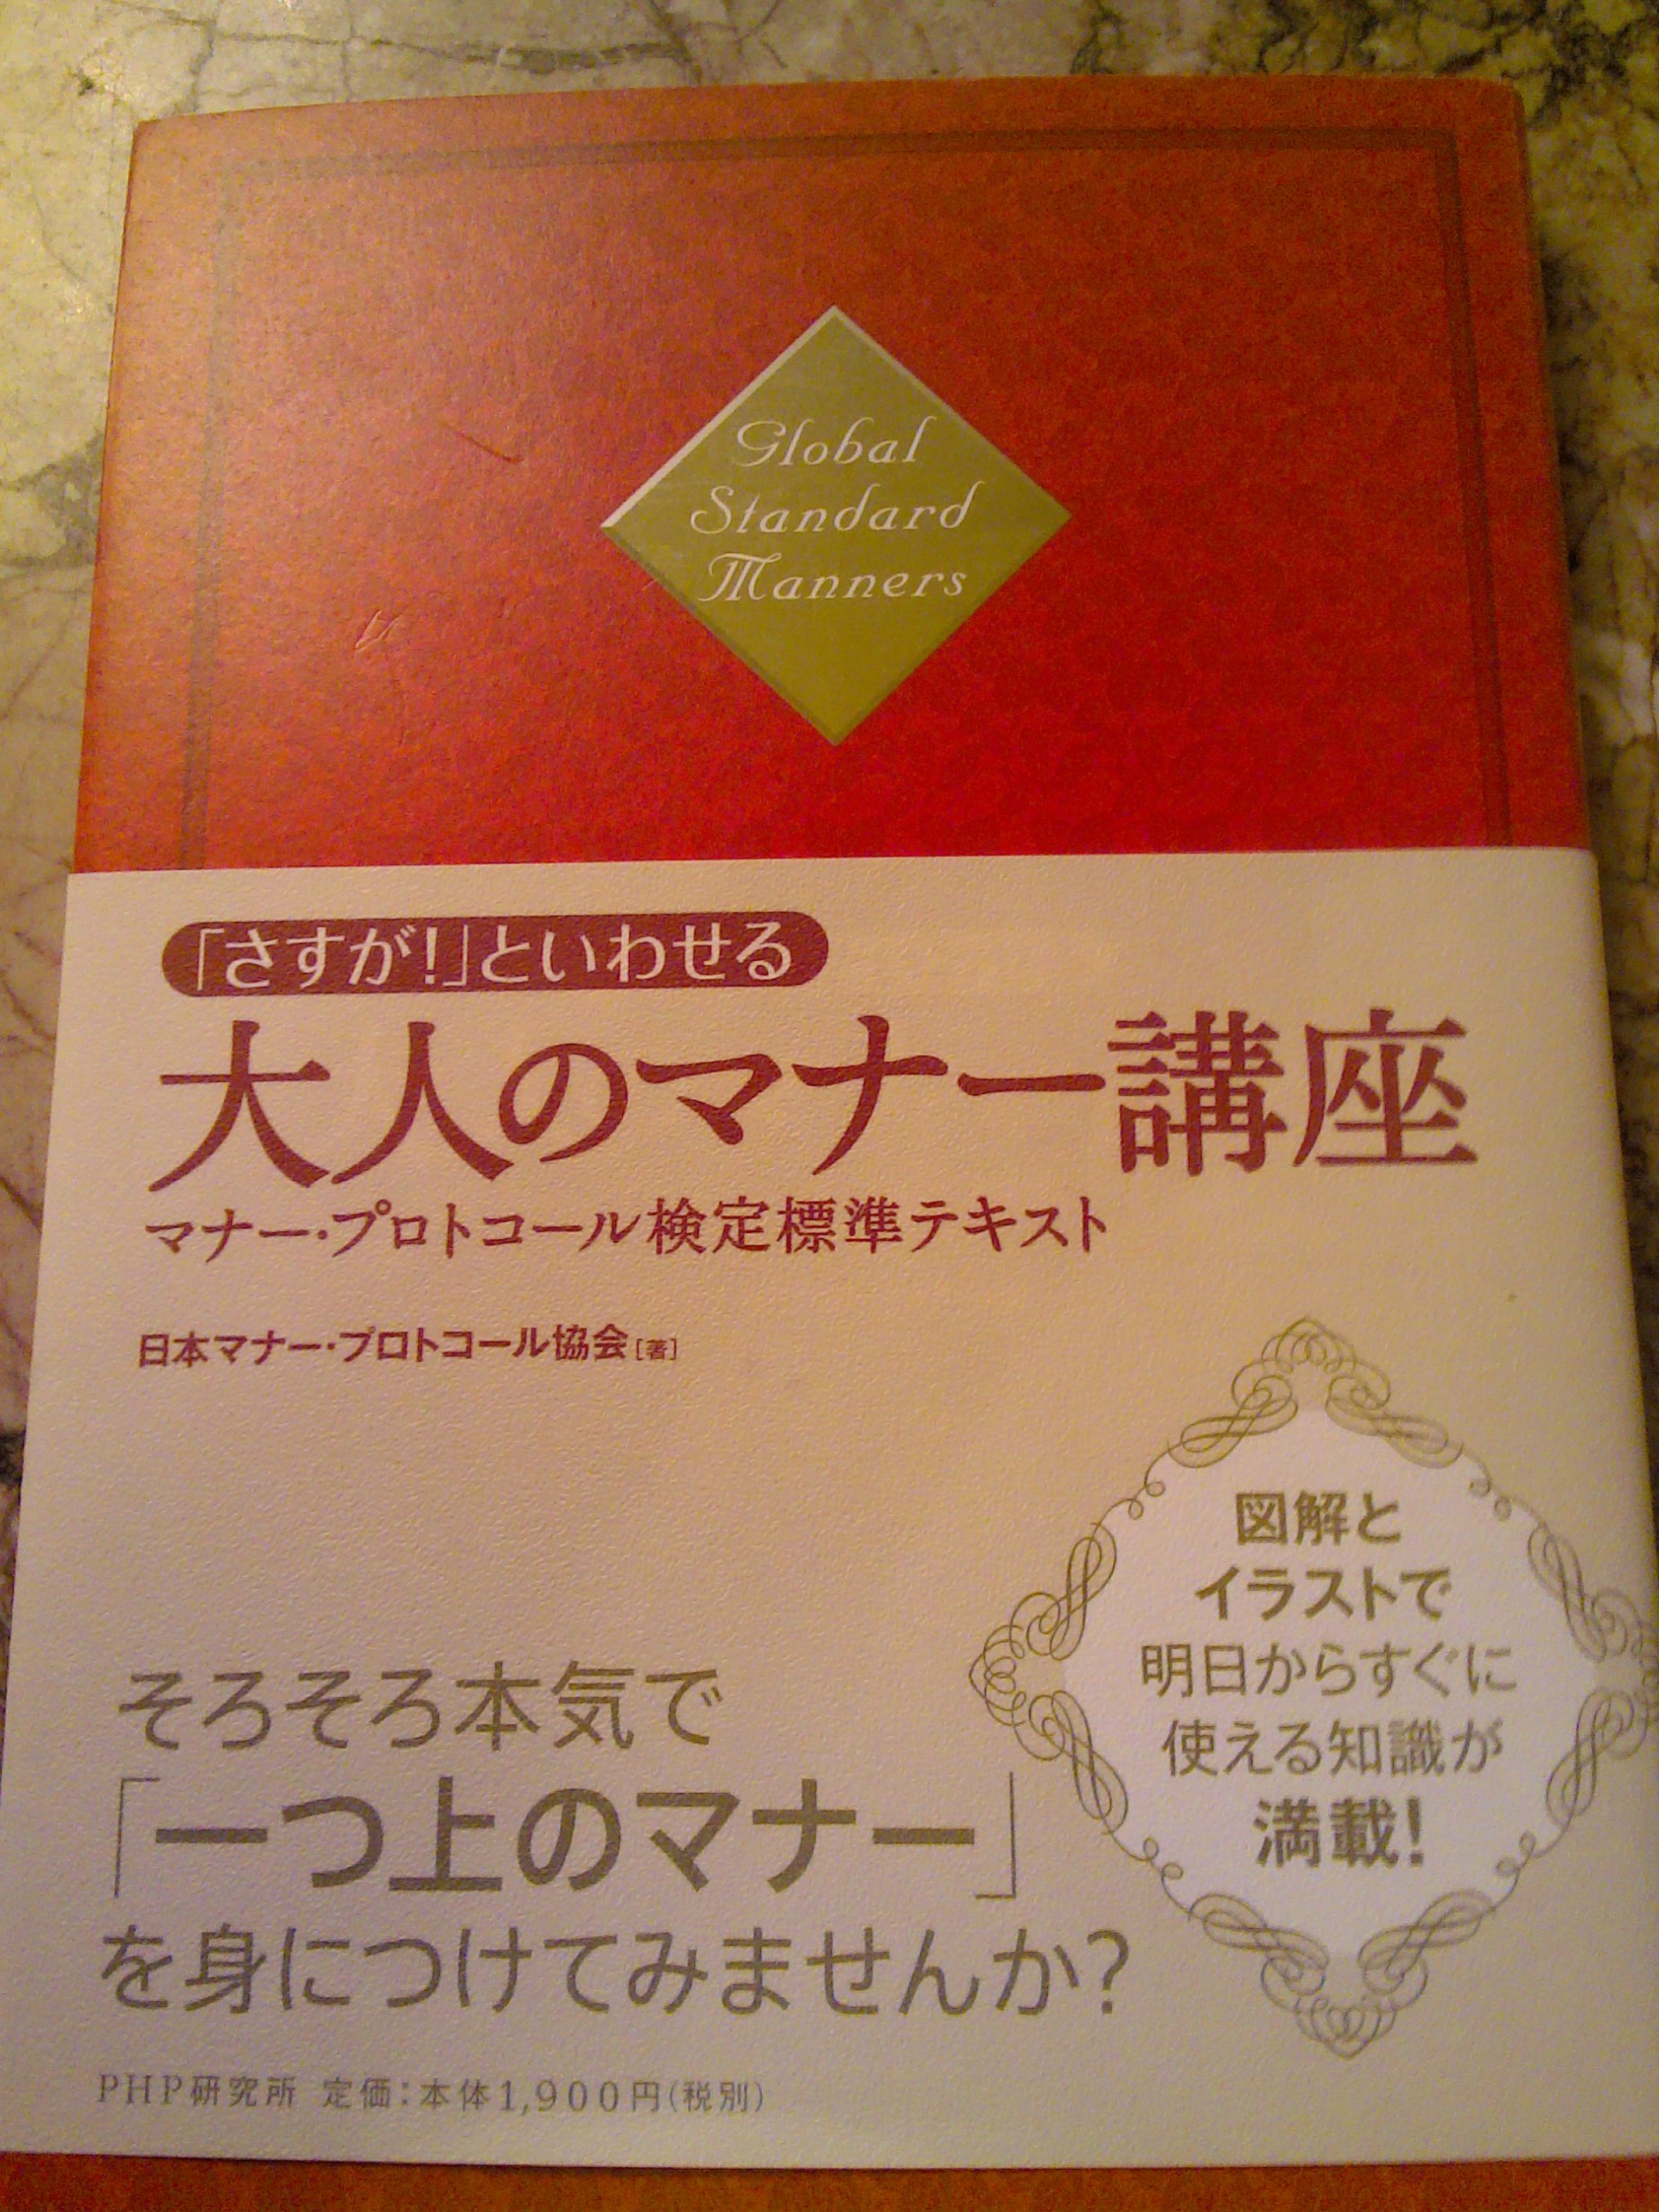 Global
Standard
Manners
「さすが!」といわせる
大人のマナー講座
マナー・プロトコール検定標準テキスト
日本マナー・プロトコール協会[著]
図解と
イラストで
明日からすぐに
使える知識が
満載!
そろそろ本気で
「一つ上のマナー」
を身につけてみませんか?
PHP研究所 定価:本体1,900円(税別)